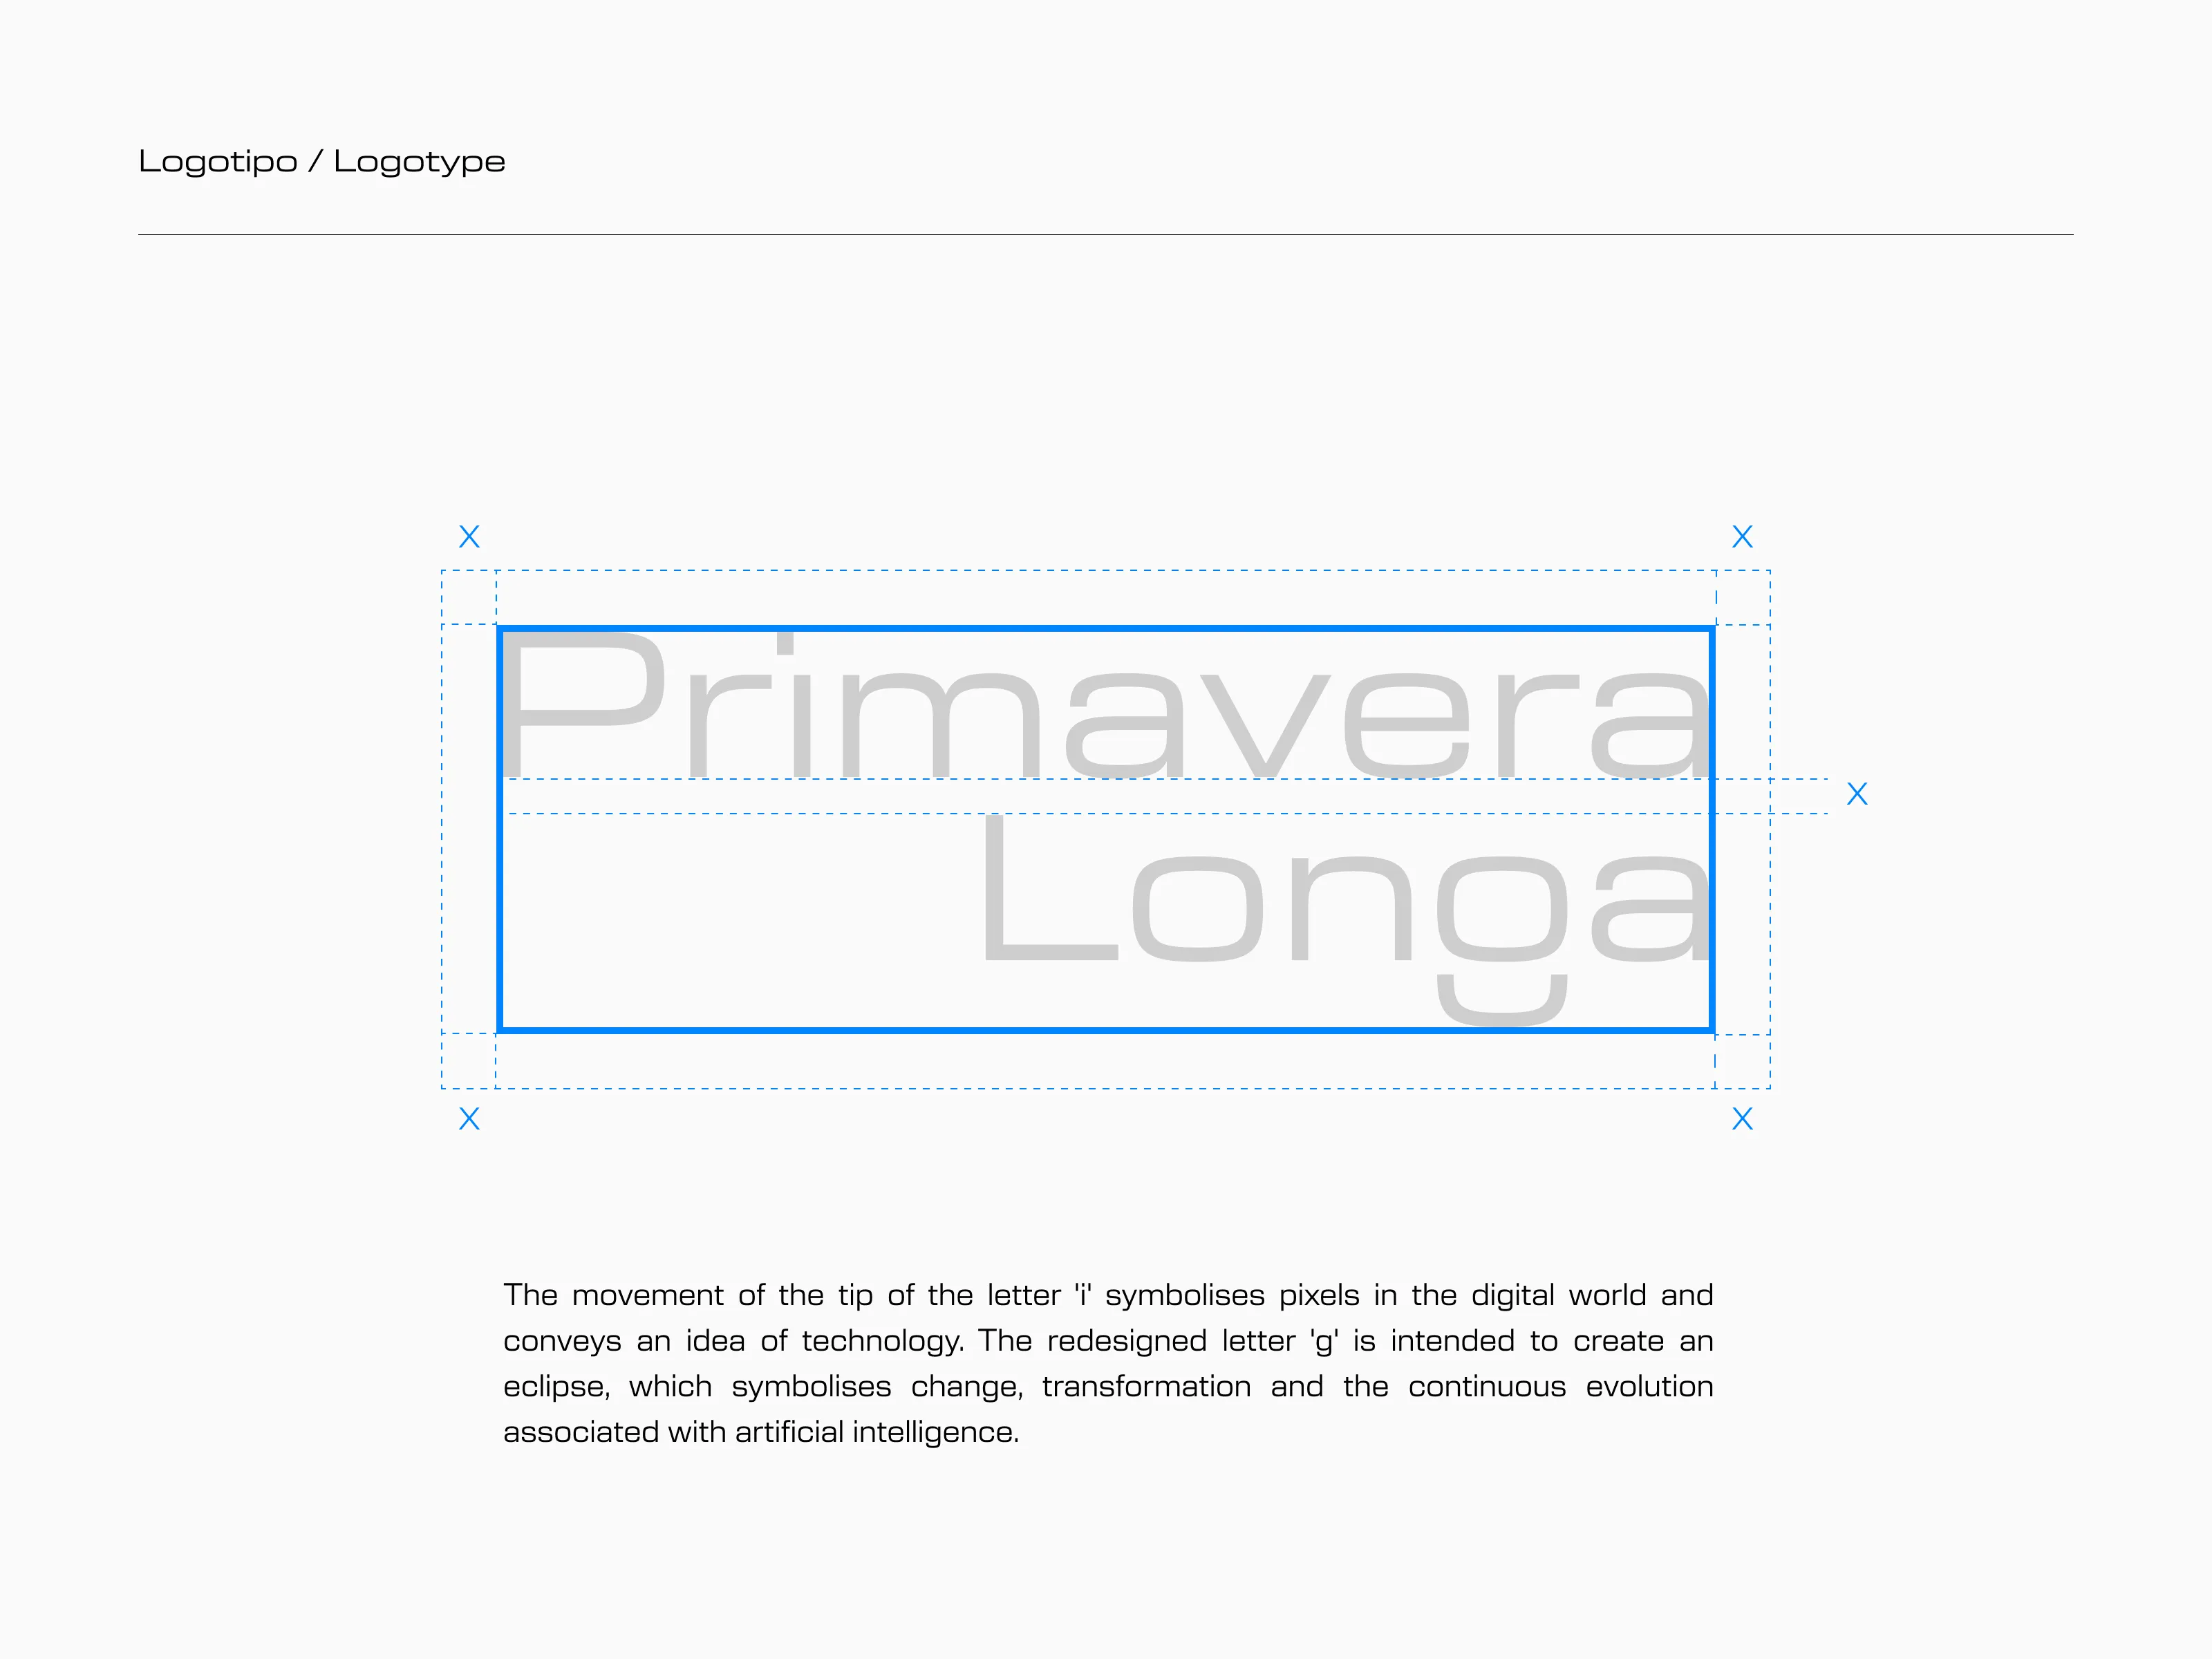 Logotipo / Logotype
X X
Primavera
X
Longa
X X
The movement of the tip of the letter 'i' symbolises pixels in the digital world and
conveys an idea of technology. The redesigned letter 'g' is intended to create an
eclipse, which symbolises change, transformation and the continuous evolution
associated with artificial intelligence.